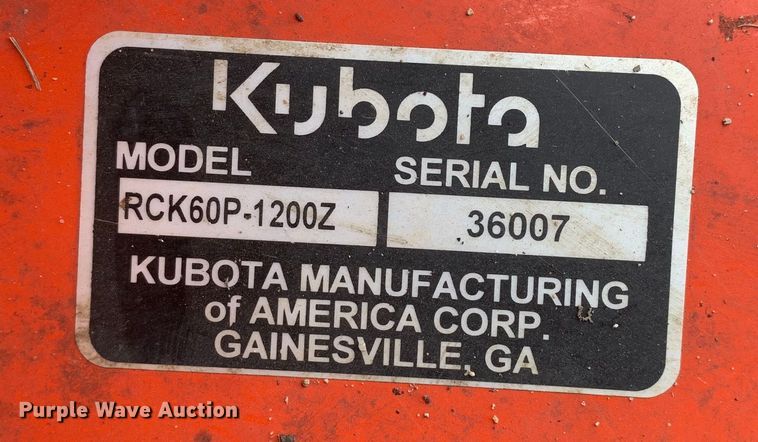 Kubota
MODEL SERIAL NO.
RCK60P-1200Z 36007
KUBOTA MANUFACTURING
of AMERICA CORP.
GAINESVILLE, GA
Purple Wave Auction